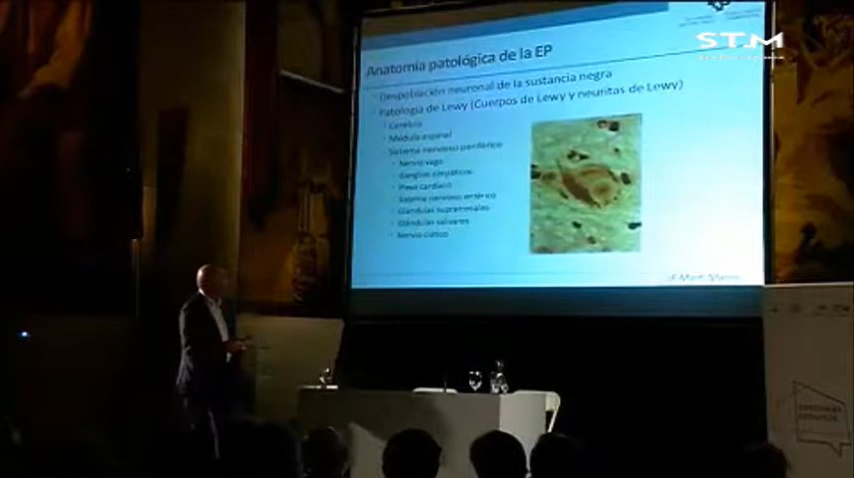 STM
Anatomía patológica de la EP
Despoblación neuronal de la sustancia negra
Patología de Lewy (Cuerpos de Lewy y neuritas de Lewy)
Cerebro
Médula espinal
Sistema nervioso periférico
Nervio vago
Ganglios simpáticos
Plexo cardíaco
Sistema nervioso entérico
Glándulas suprarrenales
Glándulas salivares
Nervio ciático